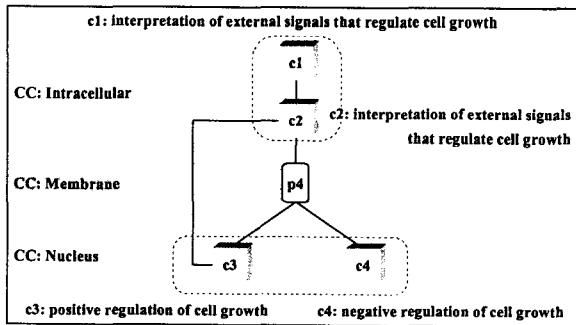 c1: interpretation of external signals that regulate cell growth
c1
CC: Intracellular
c2
c2: interpretation of external signals
that regulate cell growth
CC: Membrane
p4
CC: Nucleus
c3
c4
c3: positive regulation of cell growth
c4: negative regulation of cell growth